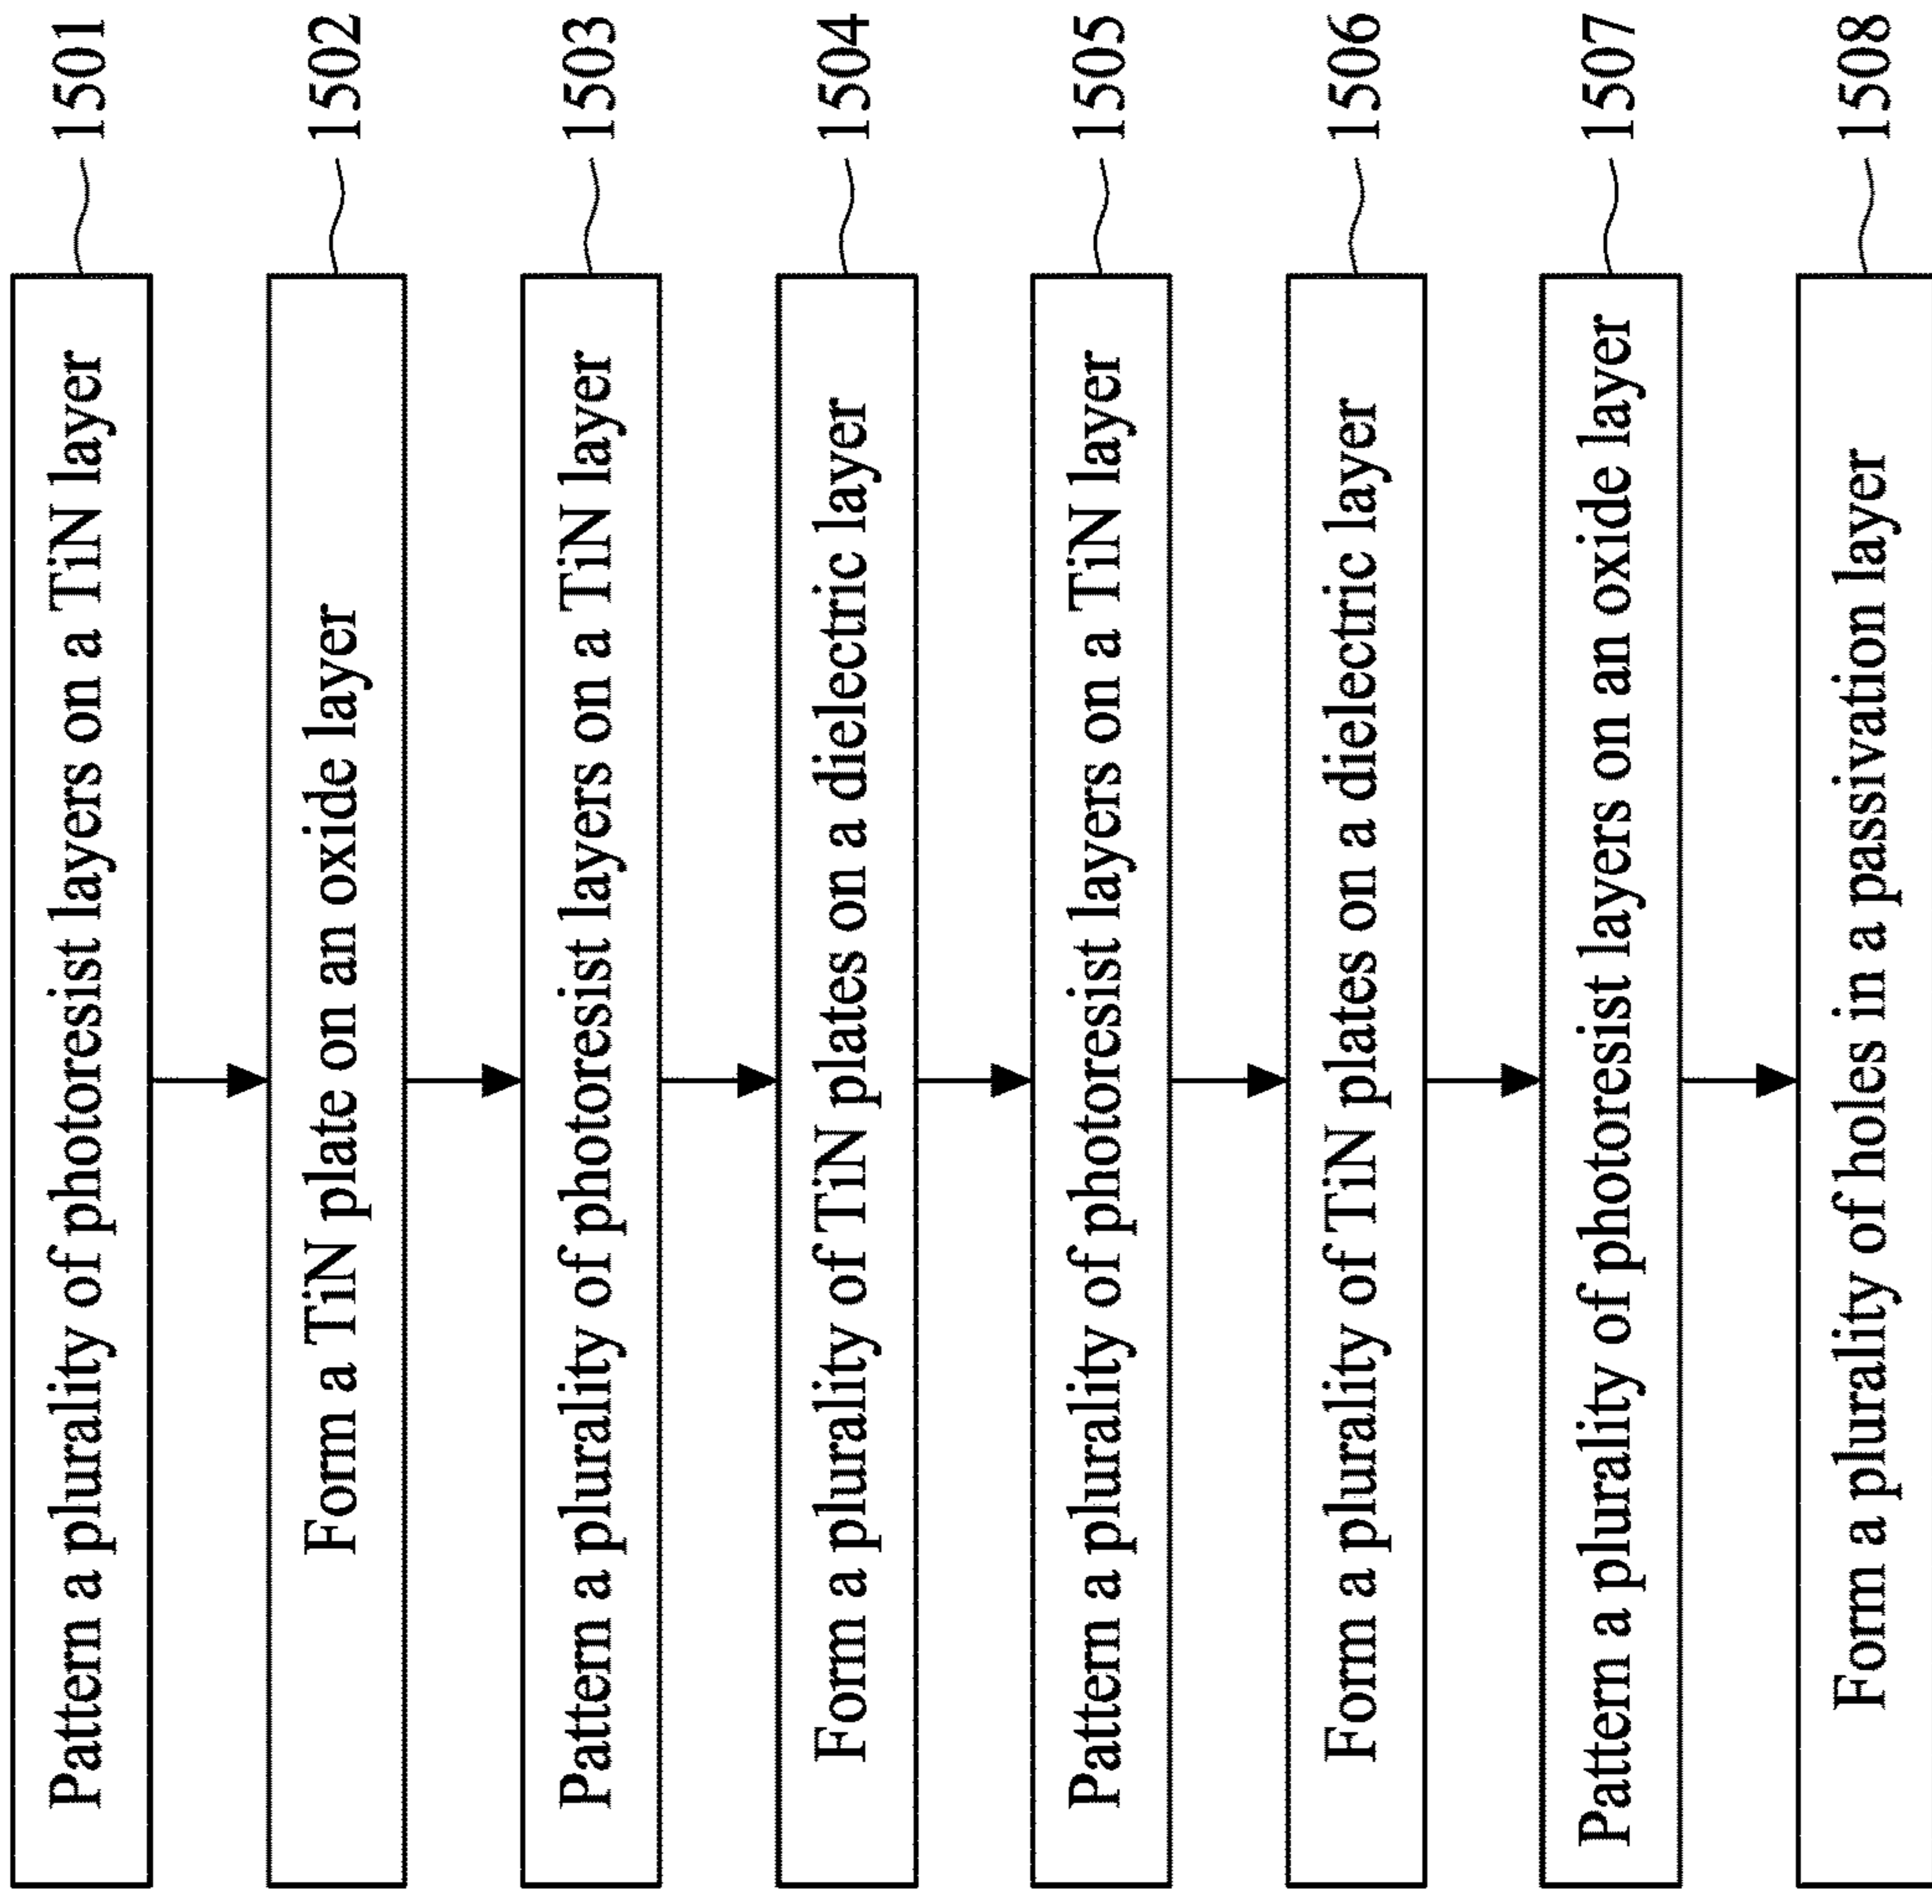 Pattern a plurality of photoresist layers on a TiN layer 1501
Form a TiN plate on an oxide layer 1502
Pattern a plurality of photoresist layers on a TiN layer 1503
Form a plurality of TiN plates on a dielectric layer 1504
Pattern a plurality of photoresist layers on a TiN layer 1505
Form a plurality of TiN plates on a dielectric layer 1506
Pattern a plurality of photoresist layers on an oxide layer 1507
Form a plurality of holes in a passivation layer 1508